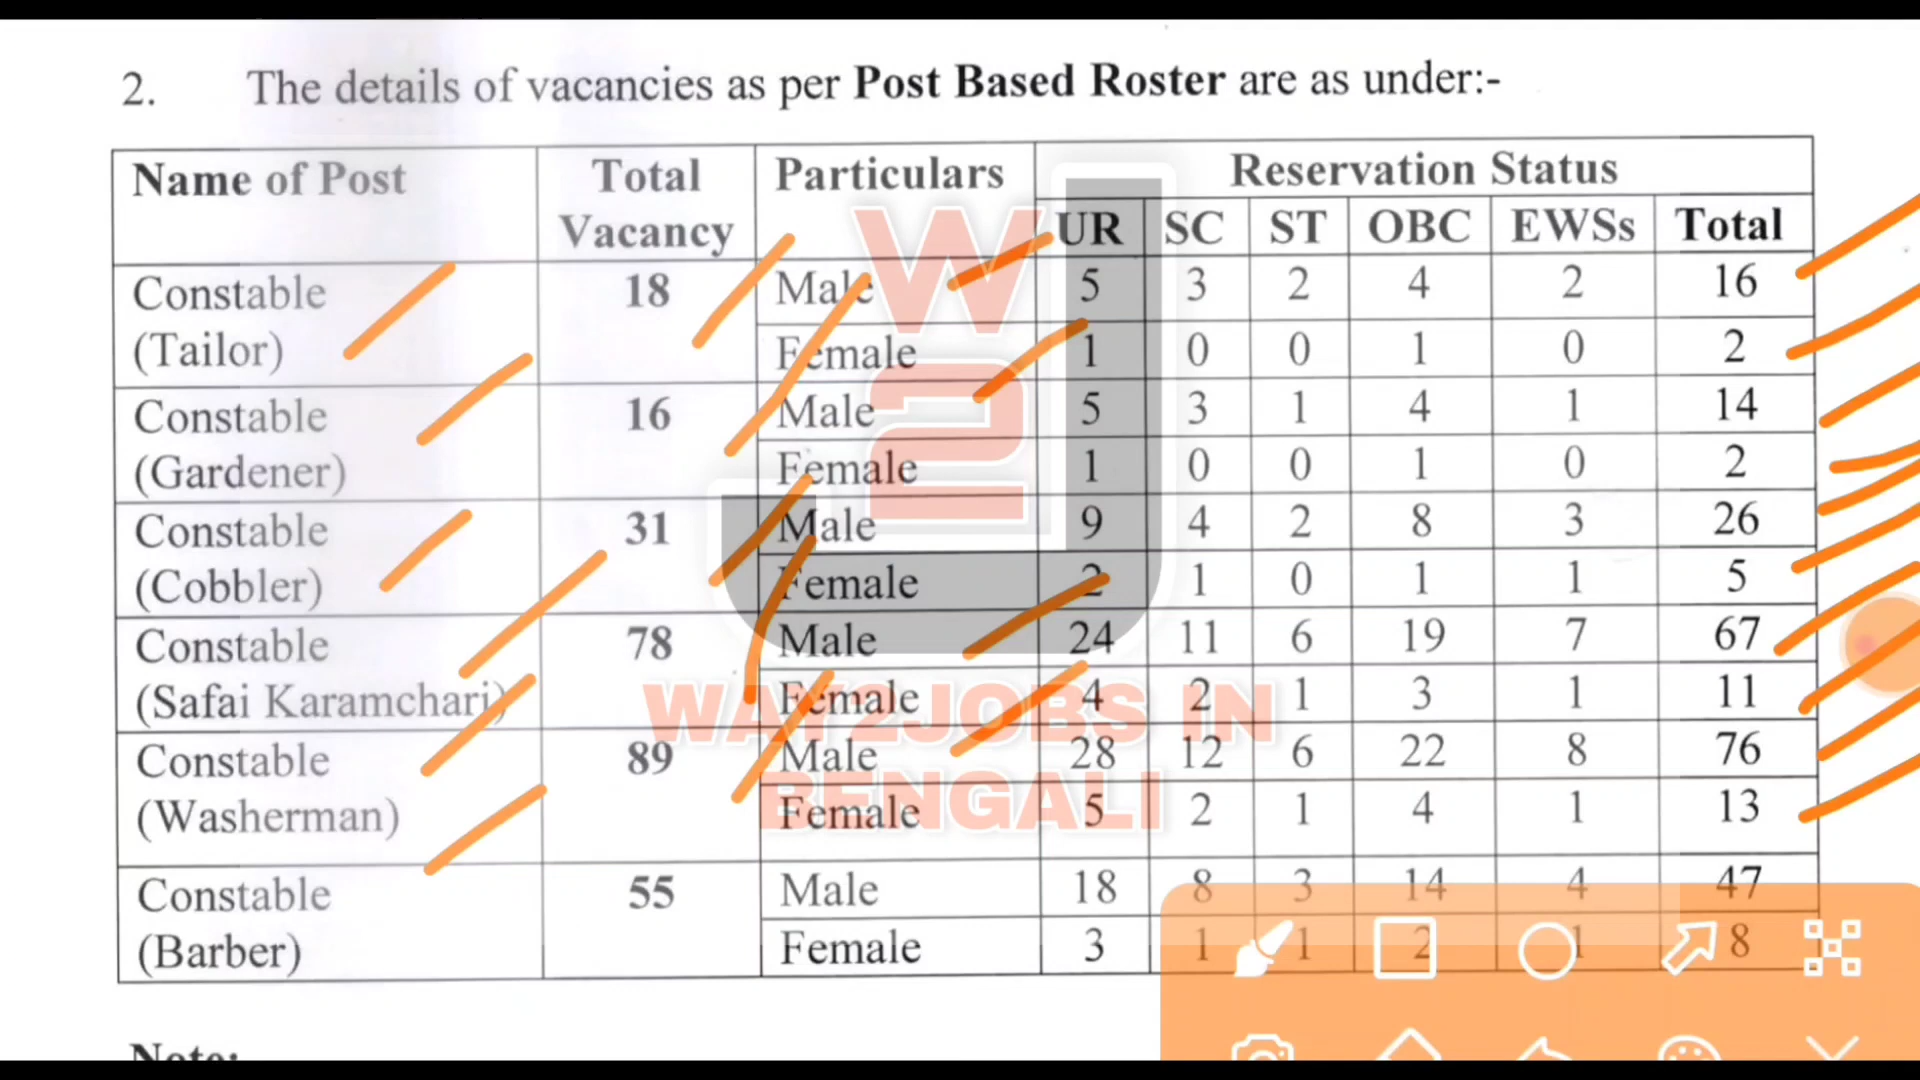 2. The details of vacancies as per Post Based Roster are as under:-
Name of Post Total Vacancy Particulars Reservation Status
UR SC ST OBC EWSs Total
Constable (Tailor) 18 Male 5 3 2 4 2 16
Female 1 0 0 1 0 2
Constable (Gardener) 16 Male 5 3 1 4 1 14
Female 1 0 0 1 0 2
Constable (Cobbler) 31 Male 9 4 2 8 3 26
Female 2 1 0 1 1 5
Constable (Safai Karamchari) 78 Male 24 11 6 19 7 67
Female 4 2 1 3 1 11
Constable (Washerman) 89 Male 28 12 6 22 8 76
Female 5 2 1 4 1 13
Constable (Barber) 55 Male 18 8 3 14 4 47
Female 3 1 1 2 1 8
Note:
W2J
WAY2JOBS IN
BENGALI